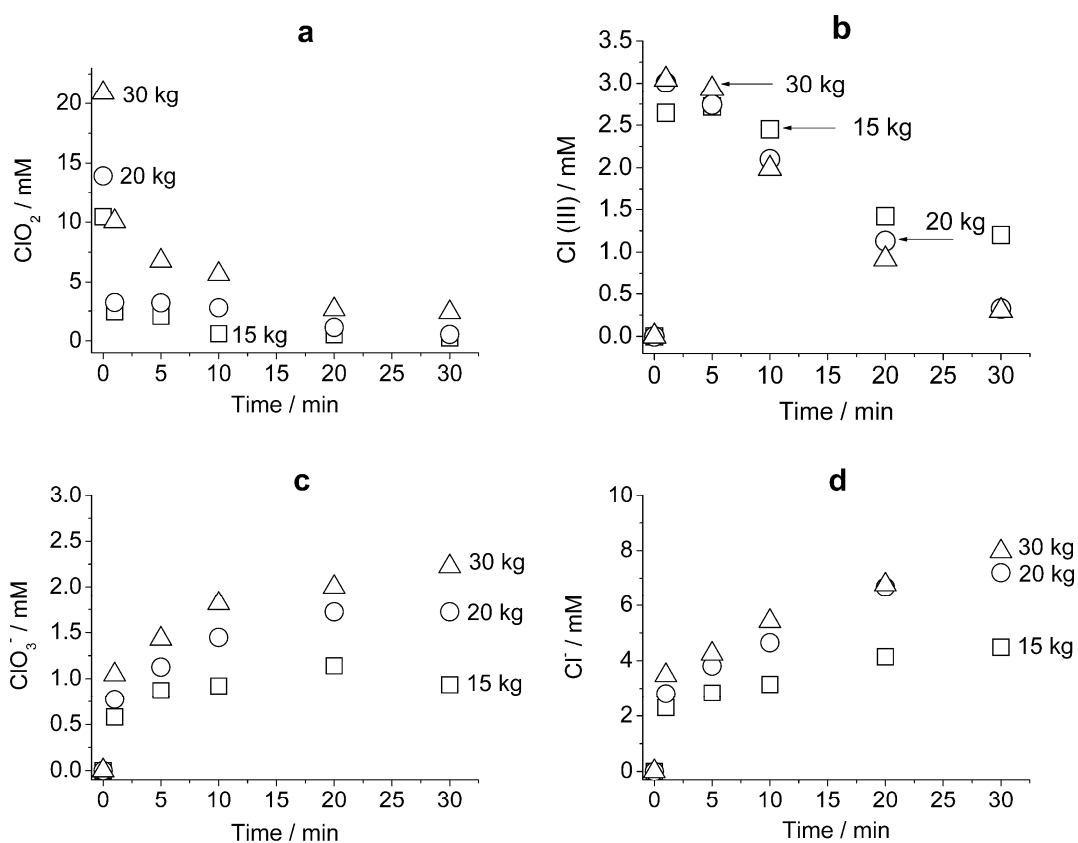 a
ClO2 / mM
20
15
10
5
0
30 kg
20 kg
15 kg
0 5 10 15 20 25 30
Time / min
b
Cl (III) / mM
3.5
3.0
2.5
2.0
1.5
1.0
0.5
0.0
30 kg
15 kg
20 kg
0 5 10 15 20 25 30
Time / min
c
ClO3- / mM
3.0
2.5
2.0
1.5
1.0
0.5
0.0
30 kg
20 kg
15 kg
0 5 10 15 20 25 30
Time / min
d
Cl- / mM
10
8
6
4
2
0
30 kg
20 kg
15 kg
0 5 10 15 20 25 30
Time / min